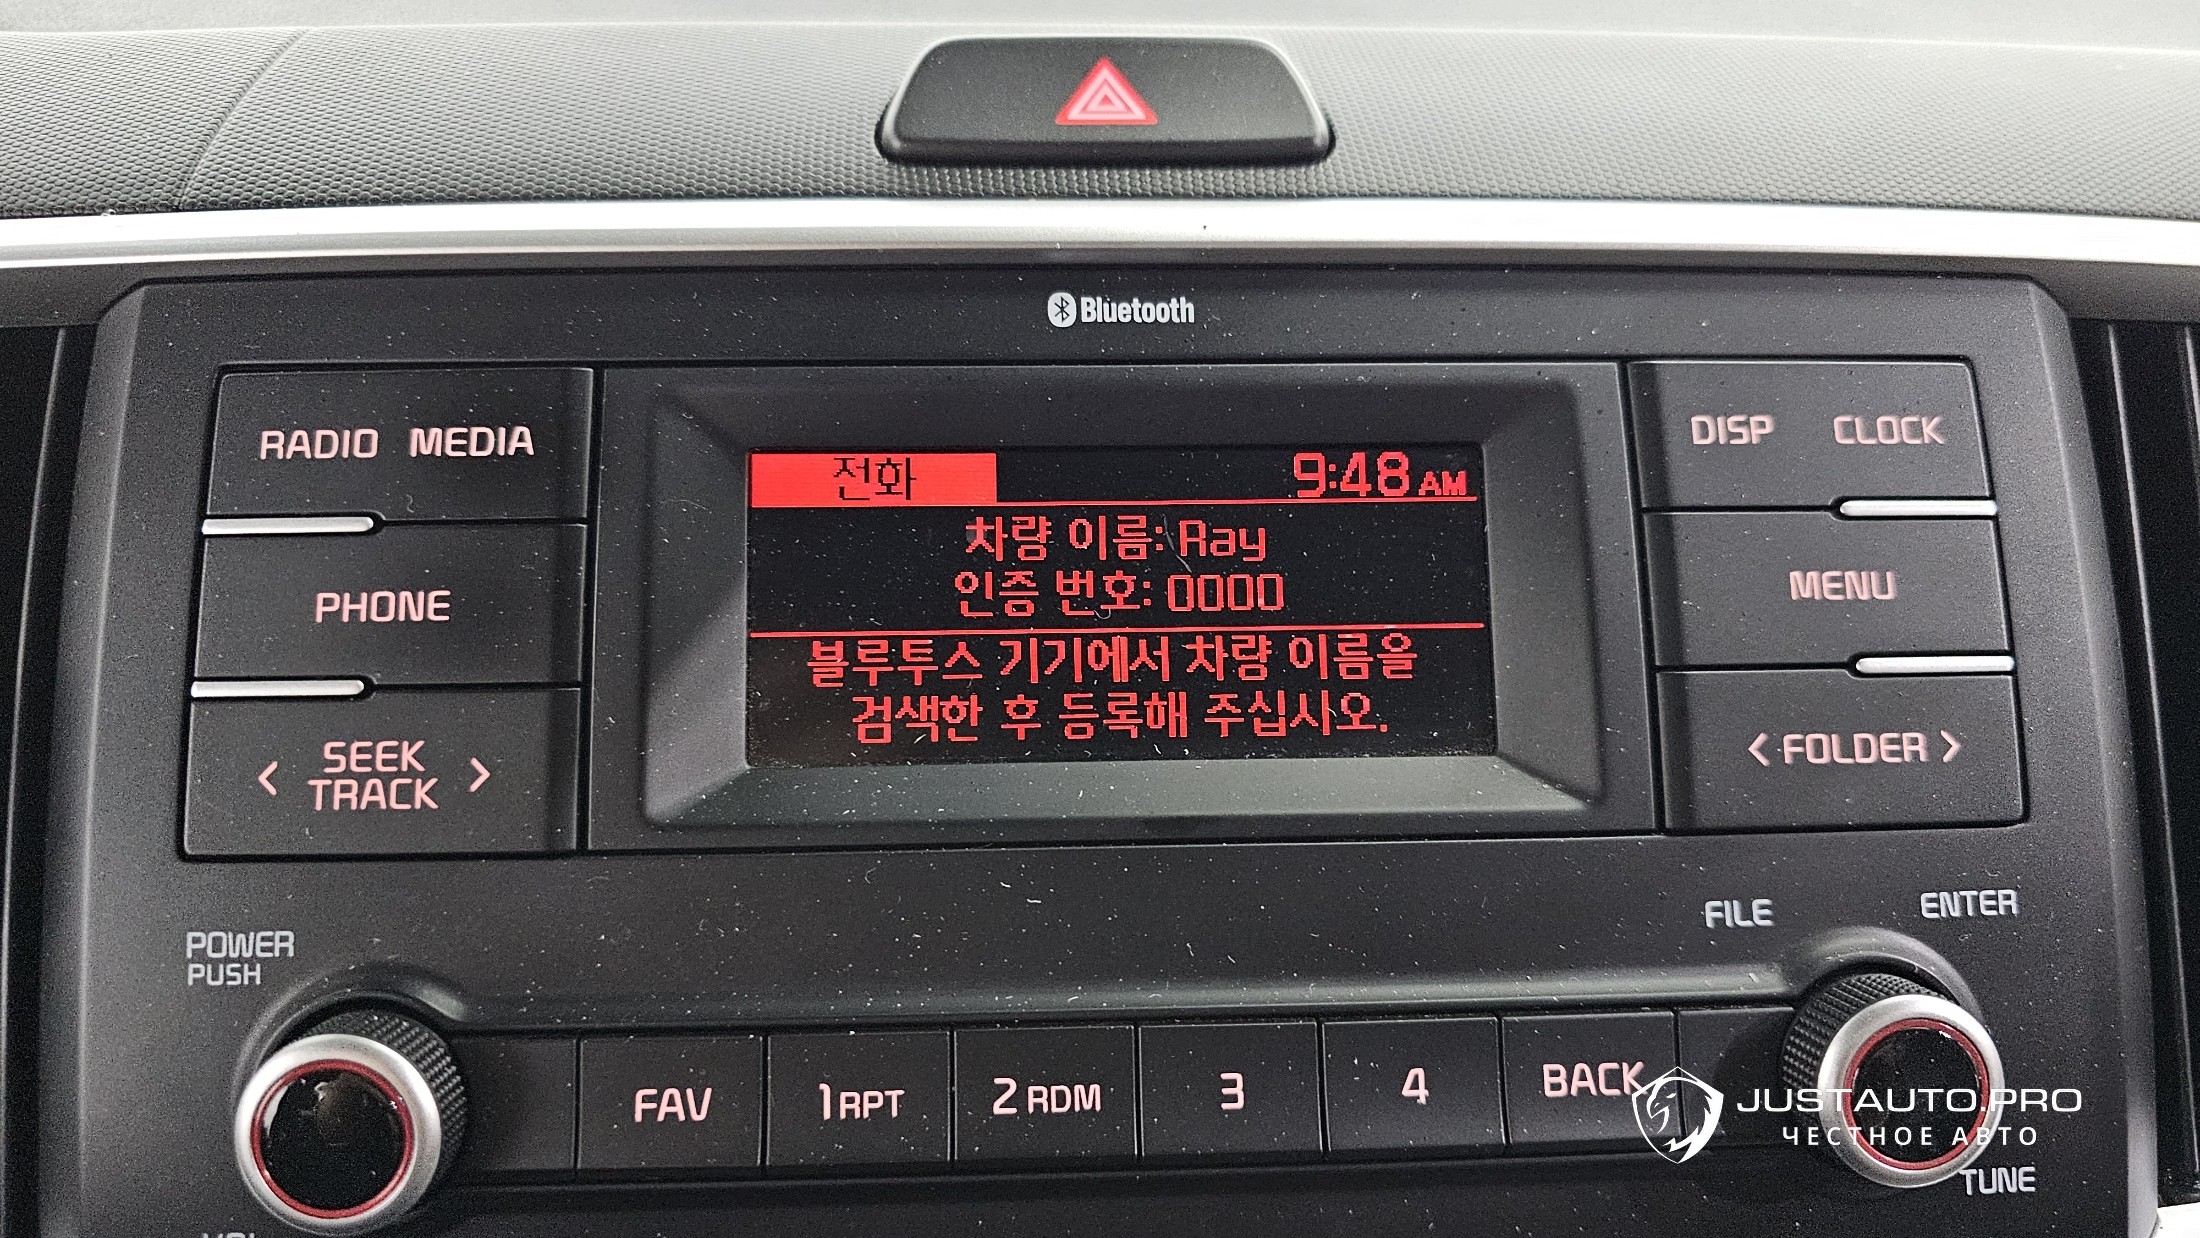 Bluetooth
RADIO MEDIA
PHONE
< SEEK TRACK >
전화
9:48 AM
차량 이름: Ray
인증 번호: 0000
블루투스 기기에서 차량 이름을
검색한 후 등록해 주십시오.
DISP CLOCK
MENU
< FOLDER >
POWER
PUSH
FILE
ENTER
FAV
1 RPT
2 RDM
3
4
BACK
TUNE
JUSTAUTO.PRO
ЧЕСТНОЕ АВТО